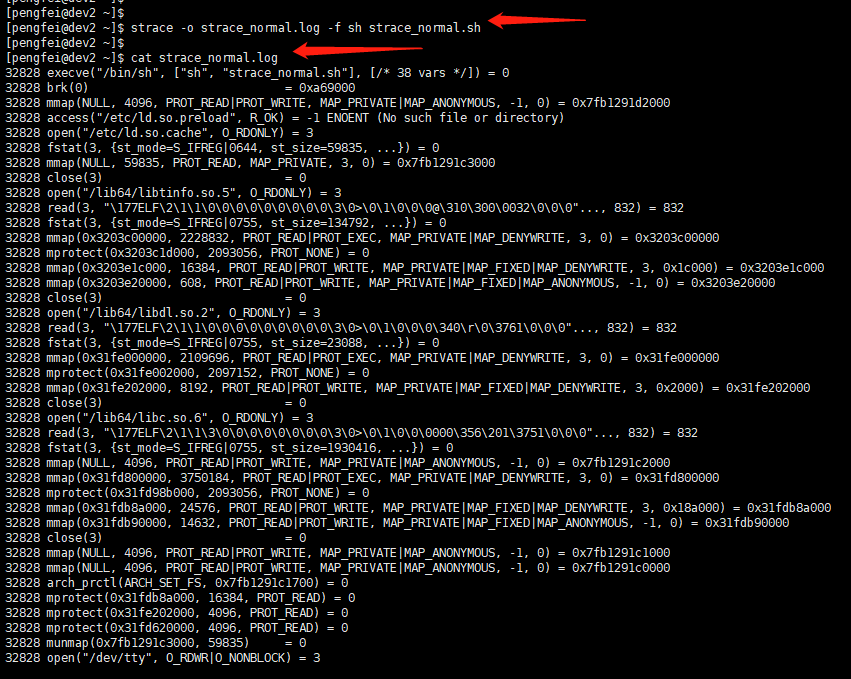 [pengfei@dev2 ~]$
[pengfei@dev2 ~]$
[pengfei@dev2 ~]$ strace -o strace_normal.log -f sh strace_normal.sh
[pengfei@dev2 ~]$
[pengfei@dev2 ~]$ cat strace_normal.log
32828 execve("/bin/sh", ["sh", "strace_normal.sh"], [/* 38 vars */]) = 0
32828 brk(0)                               = 0xa69000
32828 mmap(NULL, 4096, PROT_READ|PROT_WRITE, MAP_PRIVATE|MAP_ANONYMOUS, -1, 0) = 0x7fb1291d2000
32828 access("/etc/ld.so.preload", R_OK) = -1 ENOENT (No such file or directory)
32828 open("/etc/ld.so.cache", O_RDONLY) = 3
32828 fstat(3, {st_mode=S_IFREG|0644, st_size=59835, ...}) = 0
32828 mmap(NULL, 59835, PROT_READ, MAP_PRIVATE, 3, 0) = 0x7fb1291c3000
32828 close(3)                             = 0
32828 open("/lib64/libtinfo.so.5", O_RDONLY) = 3
32828 read(3, "\177ELF\2\1\1\0\0\0\0\0\0\0\0\0\3\0>\0\1\0\0\0@\310\300\0032\0\0\0"..., 832) = 832
32828 fstat(3, {st_mode=S_IFREG|0755, st_size=134792, ...}) = 0
32828 mmap(0x3203c00000, 2228832, PROT_READ|PROT_EXEC, MAP_PRIVATE|MAP_DENYWRITE, 3, 0) = 0x3203c00000
32828 mprotect(0x3203c1d000, 2093056, PROT_NONE) = 0
32828 mmap(0x3203e1c000, 16384, PROT_READ|PROT_WRITE, MAP_PRIVATE|MAP_FIXED|MAP_DENYWRITE, 3, 0x1c000) = 0x3203e1c000
32828 mmap(0x3203e20000, 608, PROT_READ|PROT_WRITE, MAP_PRIVATE|MAP_FIXED|MAP_ANONYMOUS, -1, 0) = 0x3203e20000
32828 close(3)                             = 0
32828 open("/lib64/libdl.so.2", O_RDONLY) = 3
32828 read(3, "\177ELF\2\1\1\0\0\0\0\0\0\0\0\0\3\0>\0\1\0\0\0\340\r\0\3761\0\0\0"..., 832) = 832
32828 fstat(3, {st_mode=S_IFREG|0755, st_size=23088, ...}) = 0
32828 mmap(0x31fe000000, 2109696, PROT_READ|PROT_EXEC, MAP_PRIVATE|MAP_DENYWRITE, 3, 0) = 0x31fe000000
32828 mprotect(0x31fe002000, 2097152, PROT_NONE) = 0
32828 mmap(0x31fe202000, 8192, PROT_READ|PROT_WRITE, MAP_PRIVATE|MAP_FIXED|MAP_DENYWRITE, 3, 0x2000) = 0x31fe202000
32828 close(3)                             = 0
32828 open("/lib64/libc.so.6", O_RDONLY) = 3
32828 read(3, "\177ELF\2\1\1\3\0\0\0\0\0\0\0\0\3\0>\0\1\0\0\0000\356\201\3751\0\0\0"..., 832) = 832
32828 fstat(3, {st_mode=S_IFREG|0755, st_size=1930416, ...}) = 0
32828 mmap(NULL, 4096, PROT_READ|PROT_WRITE, MAP_PRIVATE|MAP_ANONYMOUS, -1, 0) = 0x7fb1291c2000
32828 mmap(0x31fd800000, 3750184, PROT_READ|PROT_EXEC, MAP_PRIVATE|MAP_DENYWRITE, 3, 0) = 0x31fd800000
32828 mprotect(0x31fd98b000, 2093056, PROT_NONE) = 0
32828 mmap(0x31fdb8a000, 24576, PROT_READ|PROT_WRITE, MAP_PRIVATE|MAP_FIXED|MAP_DENYWRITE, 3, 0x18a000) = 0x31fdb8a000
32828 mmap(0x31fdb90000, 14632, PROT_READ|PROT_WRITE, MAP_PRIVATE|MAP_FIXED|MAP_ANONYMOUS, -1, 0) = 0x31fdb90000
32828 close(3)                             = 0
32828 mmap(NULL, 4096, PROT_READ|PROT_WRITE, MAP_PRIVATE|MAP_ANONYMOUS, -1, 0) = 0x7fb1291c1000
32828 mmap(NULL, 4096, PROT_READ|PROT_WRITE, MAP_PRIVATE|MAP_ANONYMOUS, -1, 0) = 0x7fb1291c0000
32828 arch_prctl(ARCH_SET_FS, 0x7fb1291c1700) = 0
32828 mprotect(0x31fdb8a000, 16384, PROT_READ) = 0
32828 mprotect(0x31fe202000, 4096, PROT_READ) = 0
32828 mprotect(0x31fd620000, 4096, PROT_READ) = 0
32828 munmap(0x7fb1291c3000, 59835)     = 0
32828 open("/dev/tty", O_RDWR|O_NONBLOCK) = 3